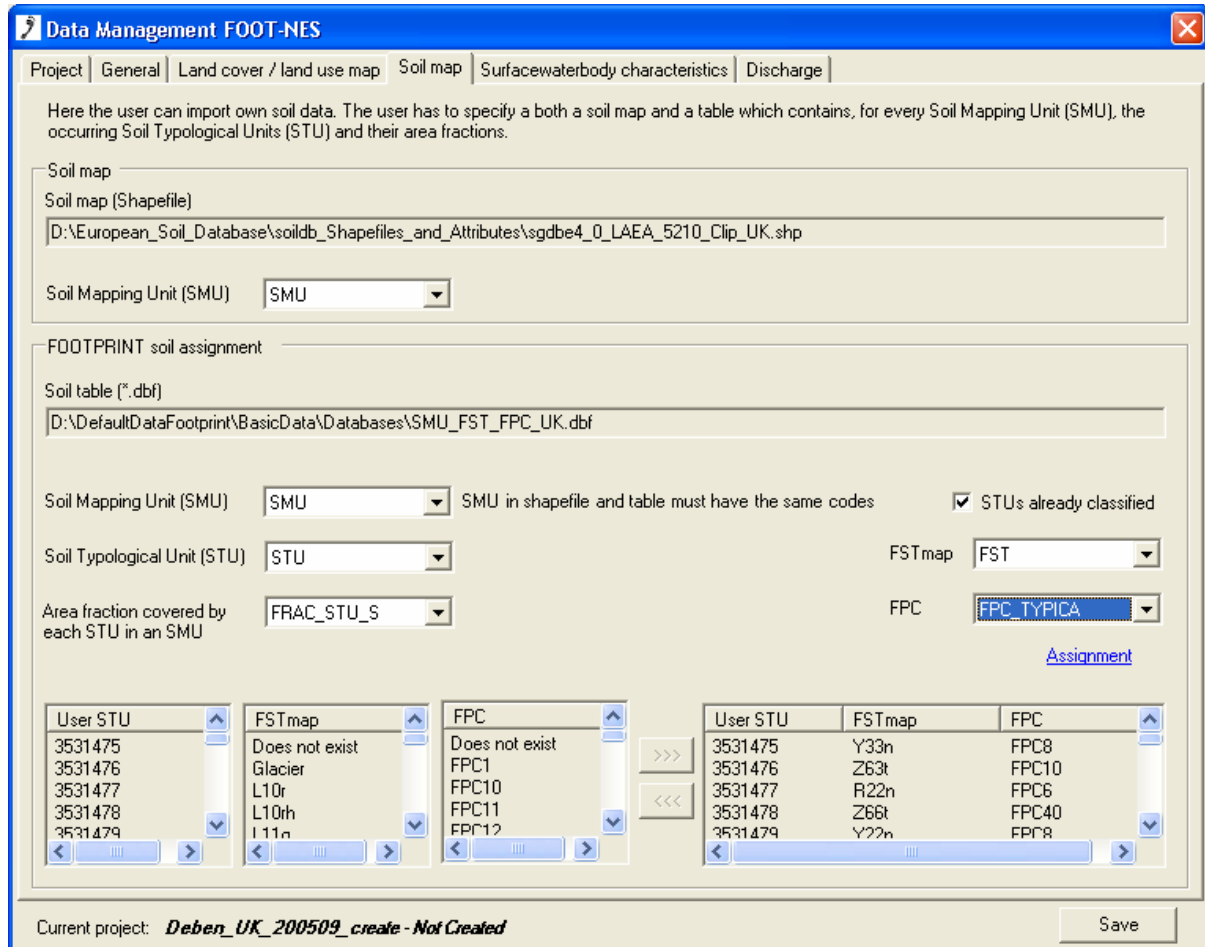 Data Management FOOT-NES
Project
General
Land cover / land use map
Soil map
Surfacewaterbody characteristics
Discharge
Here the user can import own soil data. The user has to specify a both a soil map and a table which contains, for every Soil Mapping Unit (SMU), the
occurring Soil Typological Units (STU) and their area fractions.
Soil map
Soil map (Shapefile)
D:\European_Soil_Database\soildb_Shapefiles_and_Attributes\sgdbe4_0_LAEA_5210_Clip_UK.shp
Soil Mapping Unit (SMU) SMU
FOOTPRINT soil assignment
Soil table (*.dbf)
D:\DefaultDataFootprint\BasicData\Databases\SMU_FST_FPC_UK.dbf
Soil Mapping Unit (SMU) SMU SMU in shapefile and table must have the same codes STUs already classified
Soil Typological Unit (STU) STU FSTmap FST
Area fraction covered by
each STU in an SMU
FRAC_STU_S FPC FPC_TYPICA
Assignment
User STU
3531475
3531476
3531477
3531478
3531479
FSTmap
Does not exist
Glacier
L10r
L10rh
L11g
FPC
Does not exist
FPC1
FPC10
FPC11
FPC12
>>>
<<<
User STU FSTmap FPC
3531475 Y33n FPC8
3531476 Z63t FPC10
3531477 R22n FPC6
3531478 Z66t FPC40
3531479 Y22n FPC8
Current project: Deben_UK_200509_create - Not Created
Save